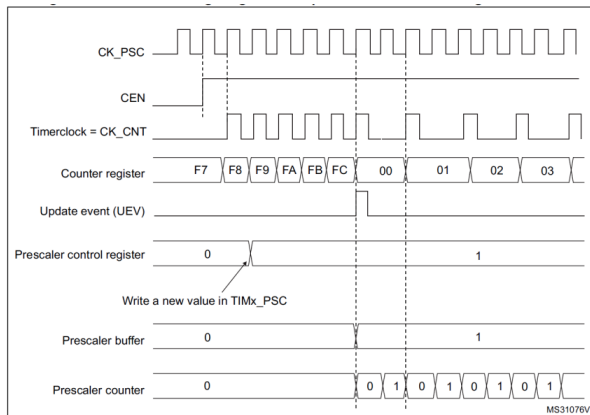 CK_PSC
CEN
Timerclock = CK_CNT
Counter register F7 F8 F9 FA FB FC 00 01 02 03
Update event (UEV)
Prescaler control register 0 1
Write a new value in TIMx_PSC
Prescaler buffer 0 1
Prescaler counter 0 0 1 0 1 0 1 0 1
MS31076V